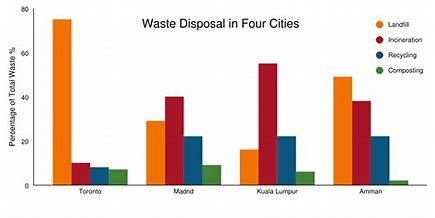 Waste Disposal in Four Cities
Landfill
Incineration
Recycling
Composting
Percentage of Total Waste %
80
60
40
20
0
Toronto
Madrid
Kuala Lumpur
Amman